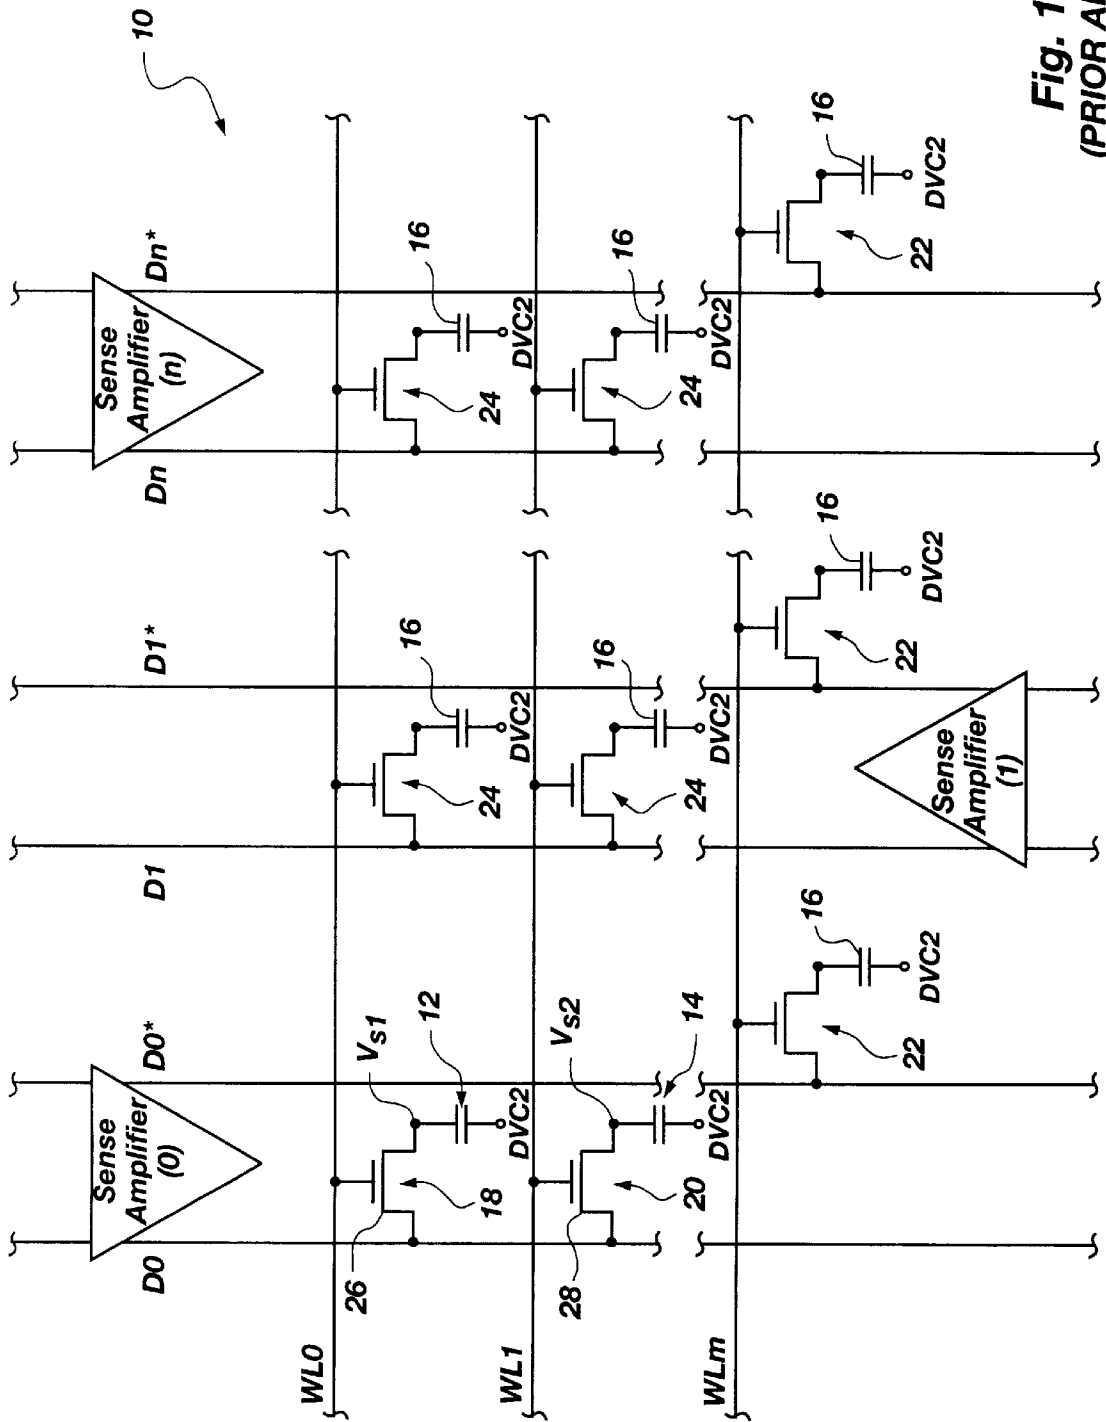 Sense
Amplifier
(0)
Sense
Amplifier
(n)
D0
D0*
D1
D1*
Dn
Dn*
10
WL0
26
18
Vs1
12
DVC2
24
16
DVC2
24
16
DVC2
WL1
28
20
Vs2
14
DVC2
24
16
DVC2
24
16
DVC2
WLm
22
16
DVC2
22
16
DVC2
22
16
DVC2
Sense
Amplifier
(1)
Fig. 1
(PRIOR